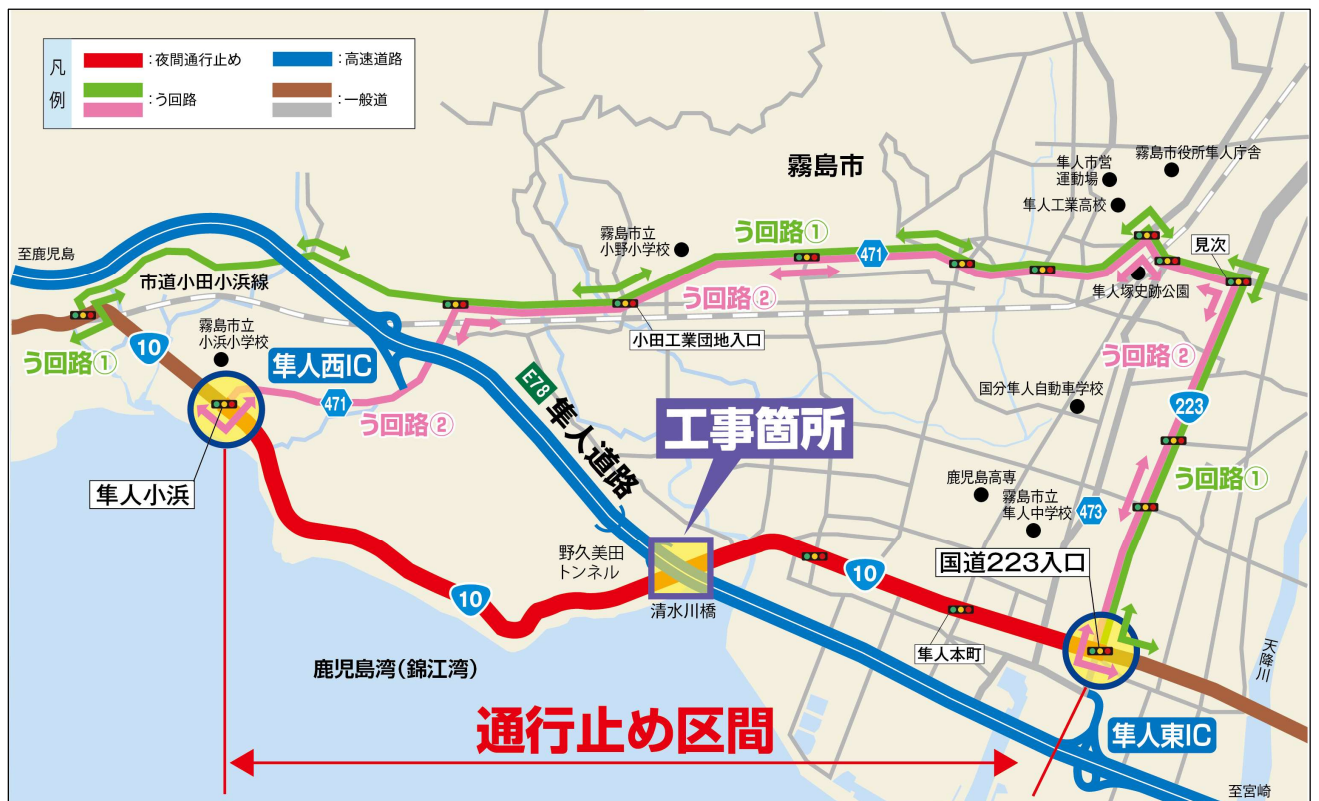 凡例
:夜間通行止め
:高速道路
:う回路
:一般道
霧島市
隼人市営
運動場
霧島市役所隼人庁舎
隼人工業高校
見次
隼人塚史跡公園
至鹿児島
市道小田小浜線
霧島市立
小野小学校
う回路①
471
う回路②
小田工業団地入口
う回路①
10
霧島市立
小浜小学校
隼人西IC
471
う回路②
E78
隼人道路
工事箇所
国分隼人自動車学校
う回路②
223
う回路①
隼人小浜
鹿児島高専
霧島市立
隼人中学校
473
野久美田
トンネル
清水川橋
10
10
国道223入口
隼人本町
天降川
鹿児島湾(錦江湾)
通行止め区間
隼人東IC
至宮崎